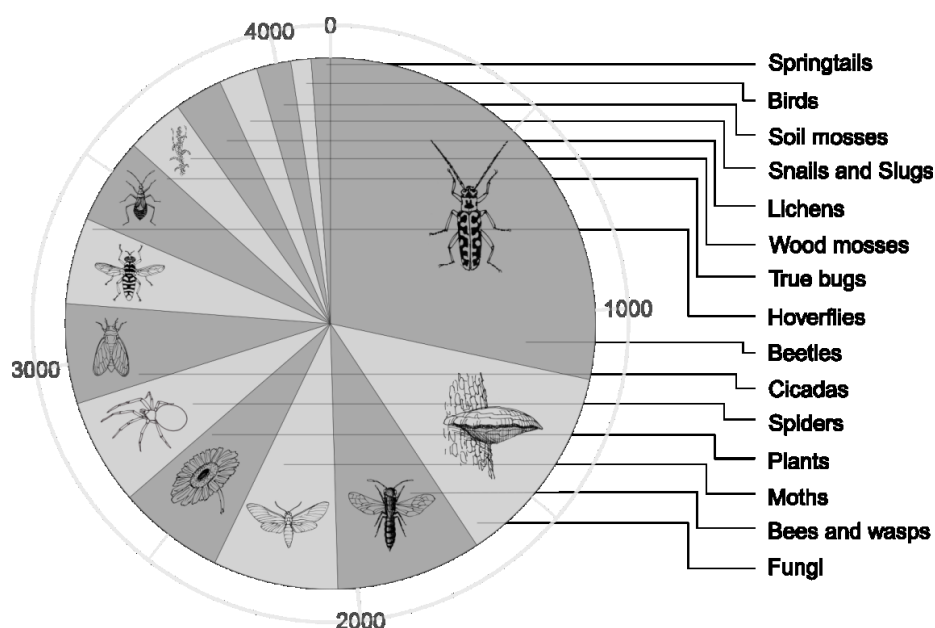 4000
0
Springtails
Birds
Soil mosses
Snails and Slugs
Lichens
Wood mosses
True bugs
Hoverflies
1000
Beetles
3000
Cicadas
Spiders
Plants
Moths
Bees and wasps
Fungi
2000